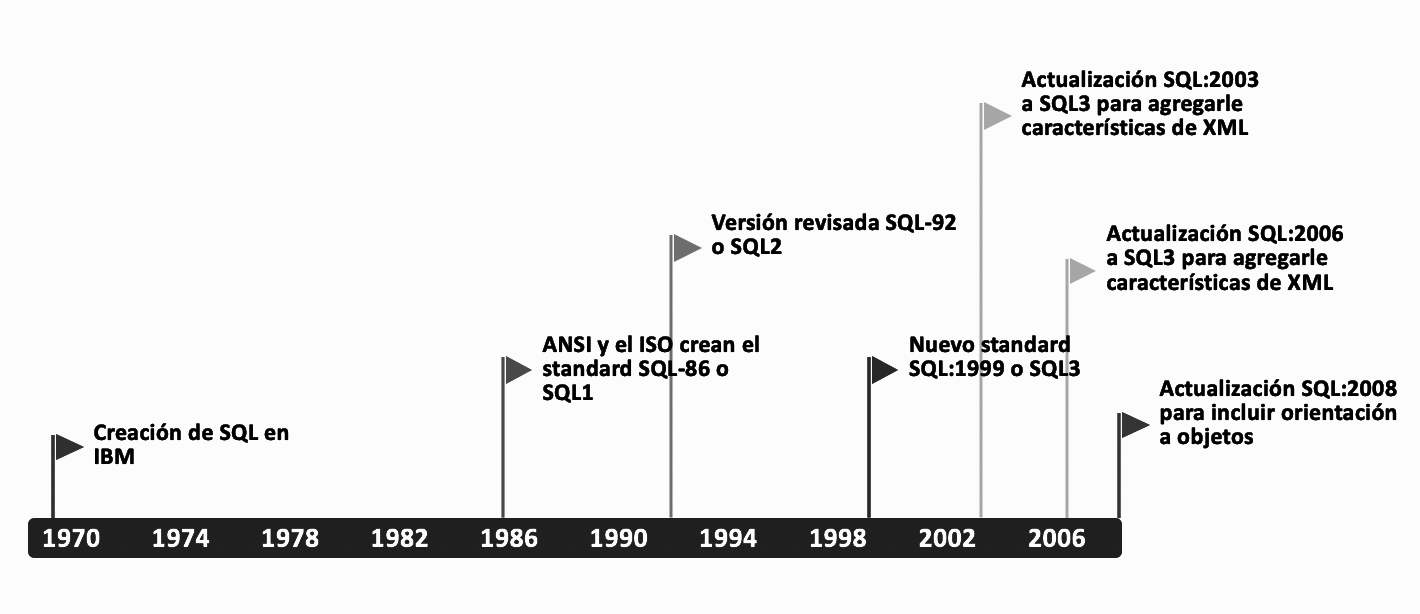 Actualización SQL:2003
a SQL3 para agregarle
características de XML
Versión revisada SQL-92
o SQL2
Actualización SQL:2006
a SQL3 para agregarle
características de XML
ANSI y el ISO crean el
standard SQL-86 o
SQL1
Nuevo standard
SQL:1999 o SQL3
Actualización SQL:2008
para incluir orientación
a objetos
Creación de SQL en
IBM
1970 1974 1978 1982 1986 1990 1994 1998 2002 2006